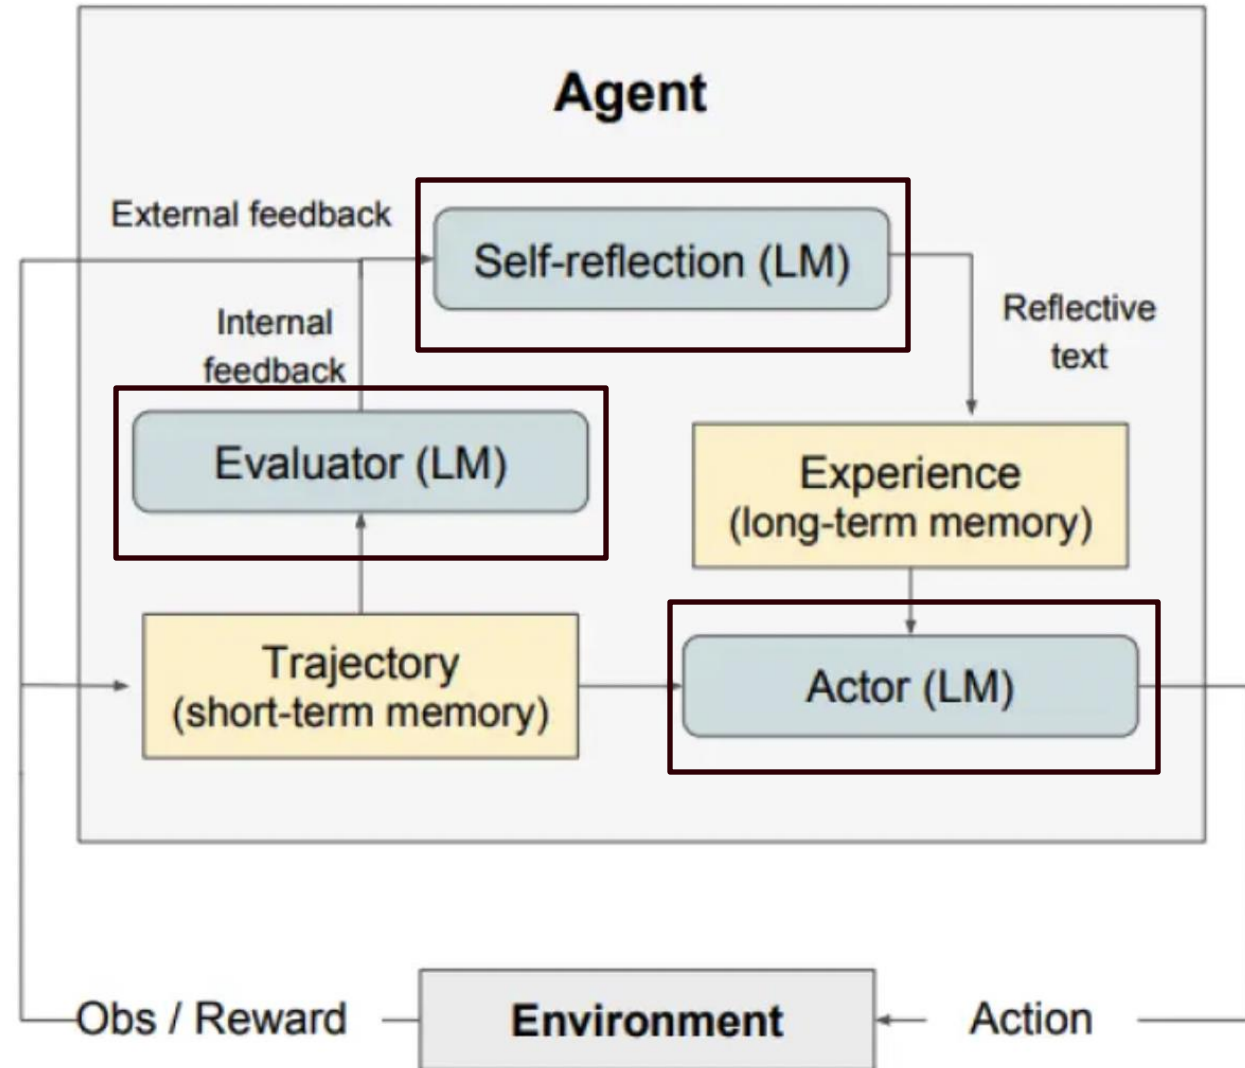 Agent
External feedback
Self-reflection (LM)
Internal
feedback
Reflective
text
Evaluator (LM)
Experience
(long-term memory)
Trajectory
(short-term memory)
Actor (LM)
Obs / Reward
Environment
Action